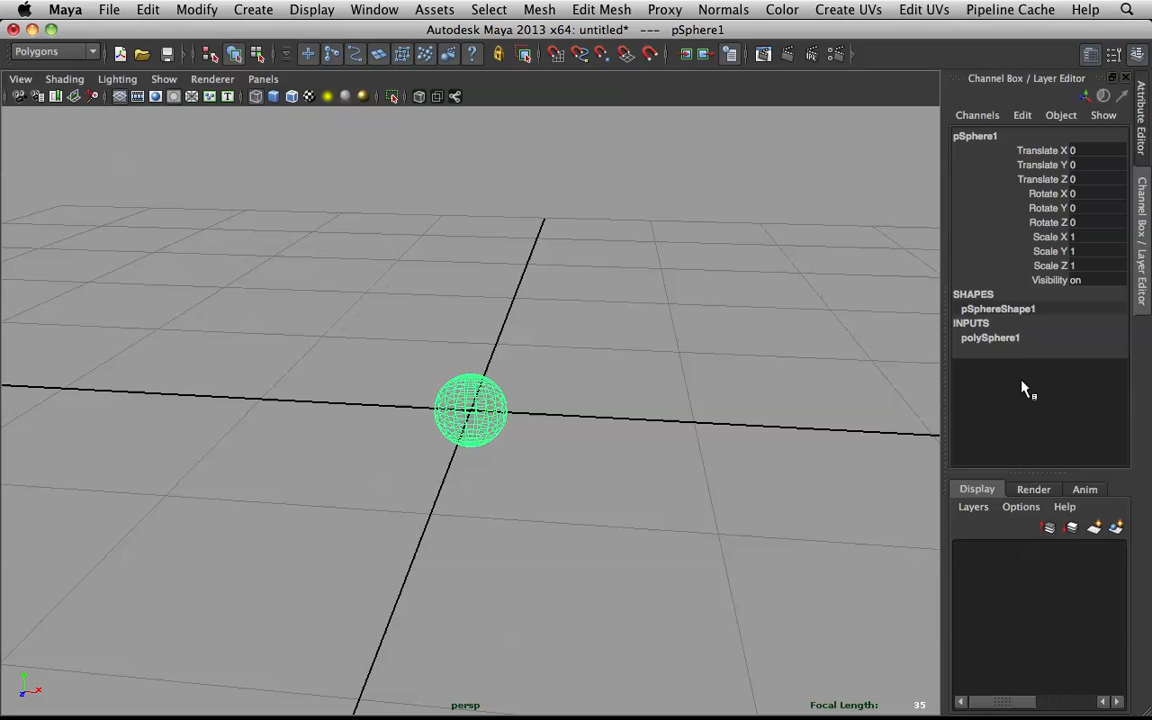 Maya File Edit Modify Create Display Window Assets Select Mesh Edit Mesh Proxy Normals Color Create UVs Edit UVs Pipeline Cache Help
Autodesk Maya 2013 x64: untitled* --- pSphere1
Polygons
View Shading Lighting Show Renderer Panels
Channel Box / Layer Editor
Channels Edit Object Show
pSphere1
Translate X 0
Translate Y 0
Translate Z 0
Rotate X 0
Rotate Y 0
Rotate Z 0
Scale X 1
Scale Y 1
Scale Z 1
Visibility on
SHAPES
pSphereShape1
INPUTS
polySphere1
Display Render Anim
Layers Options Help
Attribute Editor
Channel Box / Layer Editor
persp
Focal Length: 35